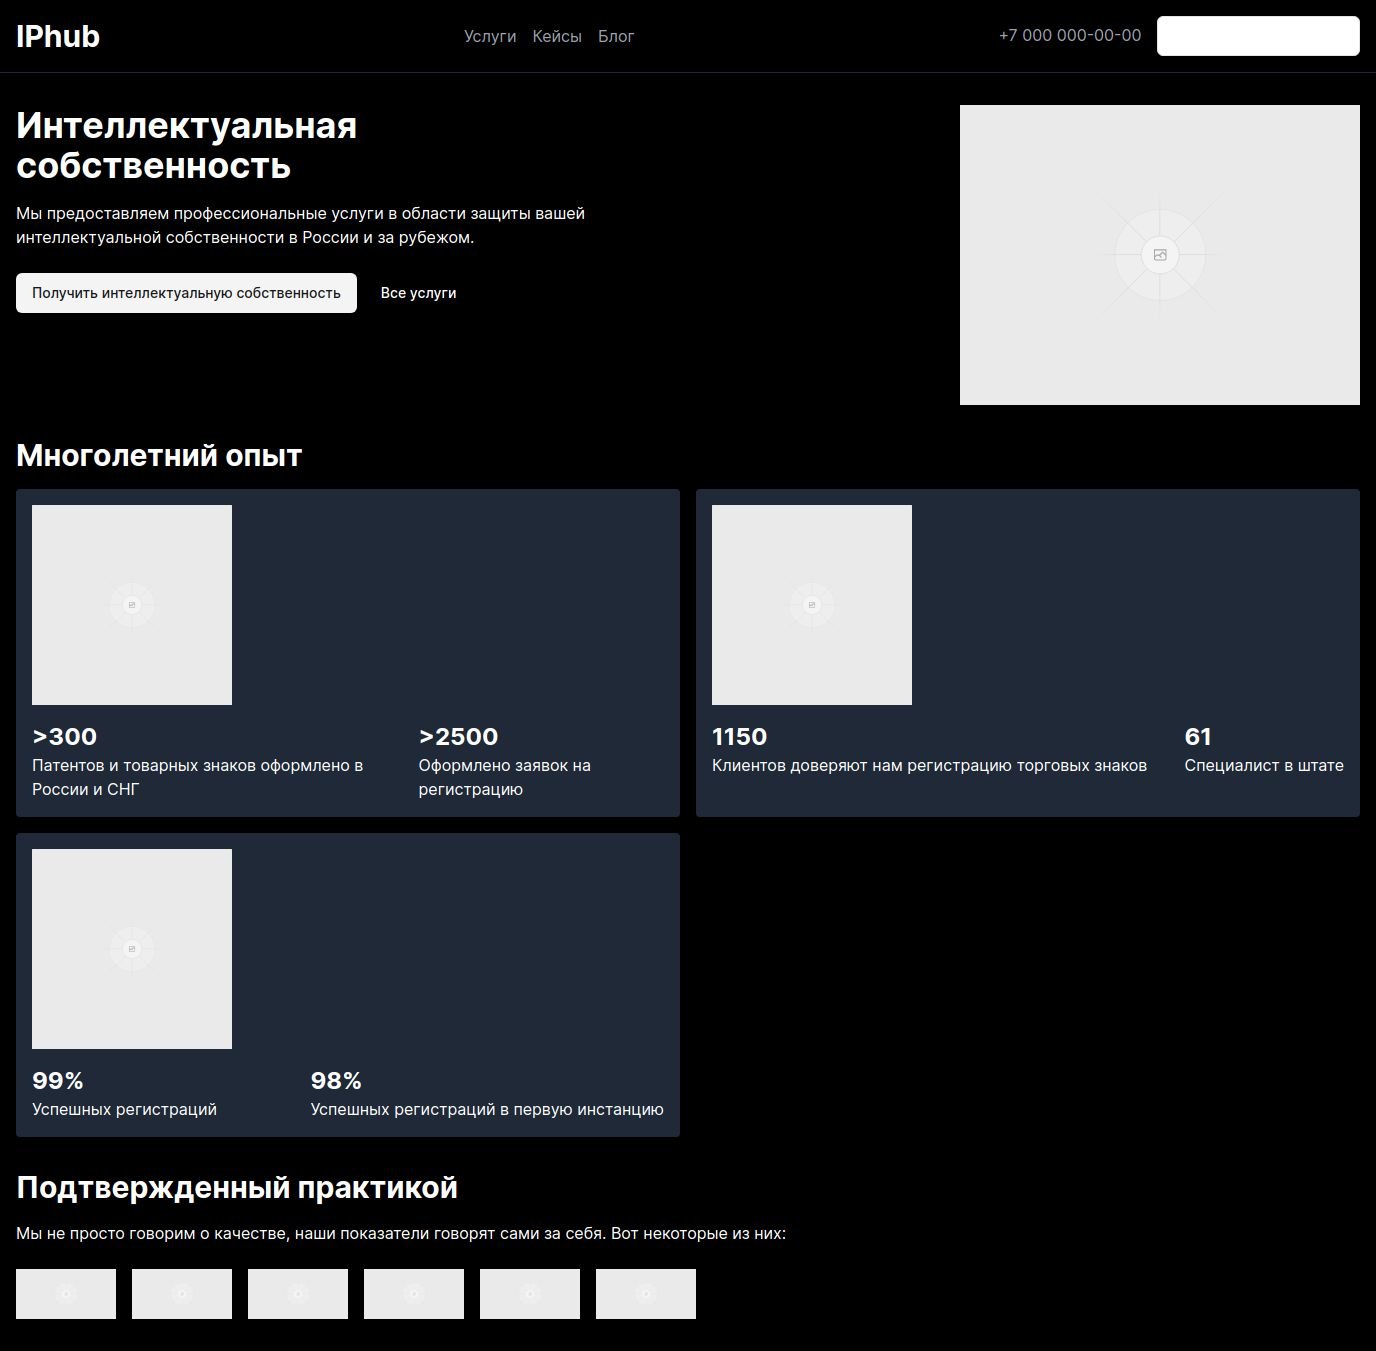 IPhub
Услуги Кейсы Блог
+7 000 000-00-00
Интеллектуальная
собственность
Мы предоставляем профессиональные услуги в области защиты вашей
интеллектуальной собственности в России и за рубежом.
Получить интеллектуальную собственность
Все услуги
Многолетний опыт
>300
Патентов и товарных знаков оформлено в
России и СНГ
>2500
Оформлено заявок на
регистрацию
1150
Клиентов доверяют нам регистрацию торговых знаков
61
Специалист в штате
99%
Успешных регистраций
98%
Успешных регистраций в первую инстанцию
Подтвержденный практикой
Мы не просто говорим о качестве, наши показатели говорят сами за себя. Вот некоторые из них: